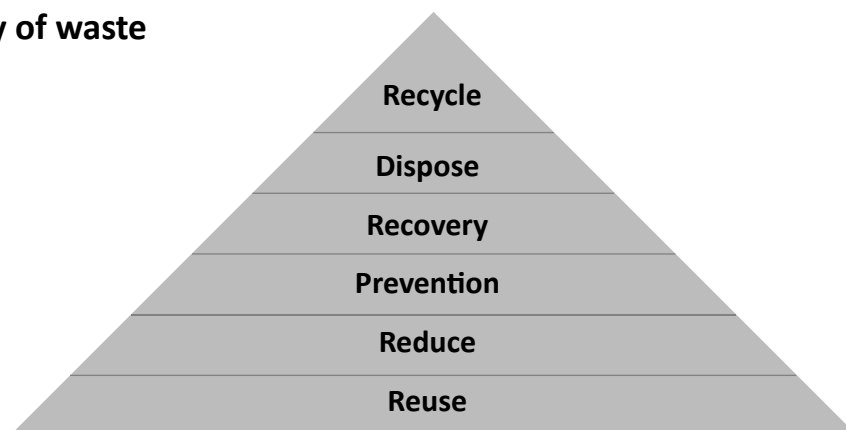 of waste
Recycle
Dispose
Recovery
Prevention
Reduce
Reuse